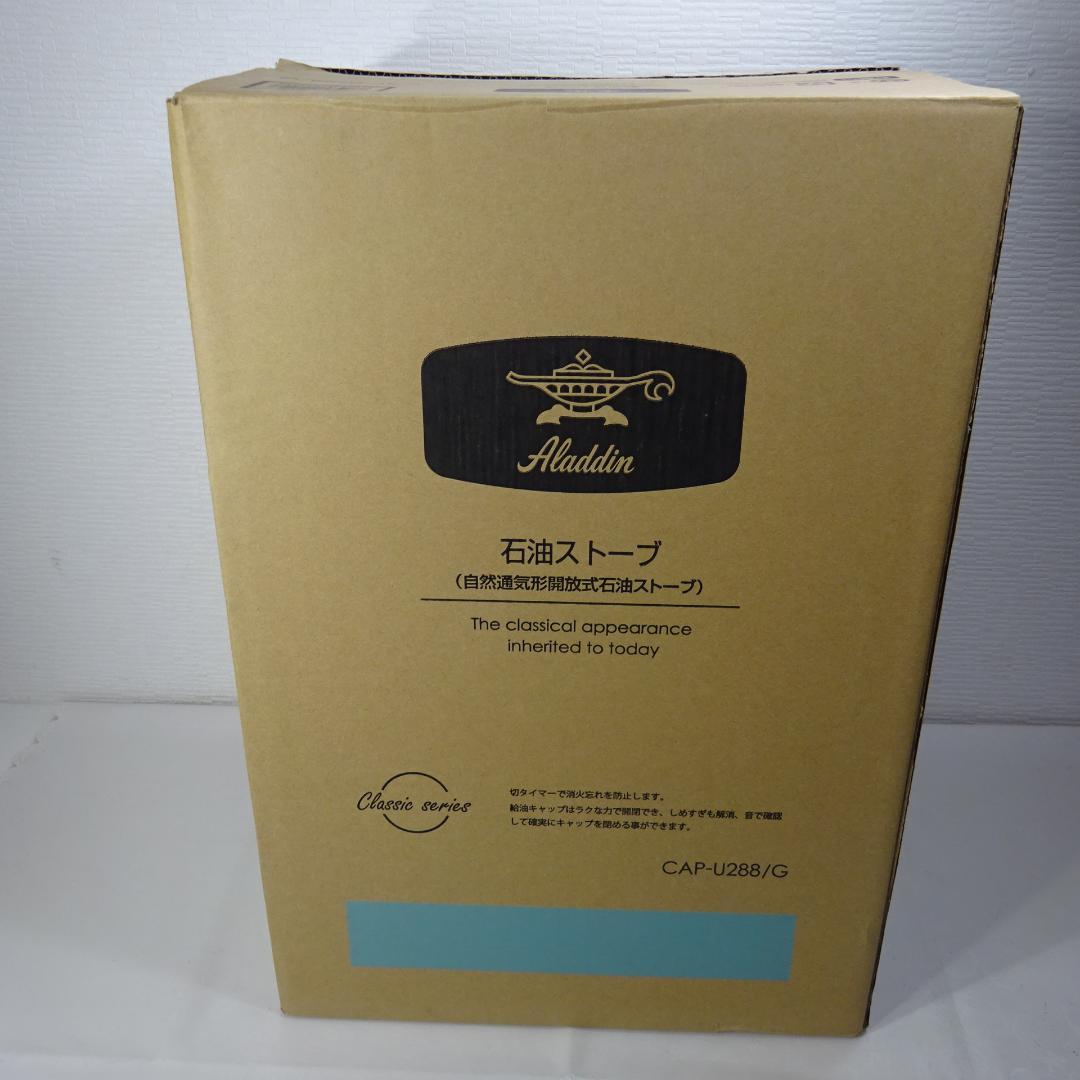 Aladdin
石油ストーブ
（自然通気形開放式石油ストーブ）
The classical appearance
inherited to today
Classic series
切タイマーで消火忘れを防止します。
給油キャップはラクな力で開閉でき、しめすぎも解消、音で確認
して確実にキャップを閉める事ができます。
CAP-U288/G